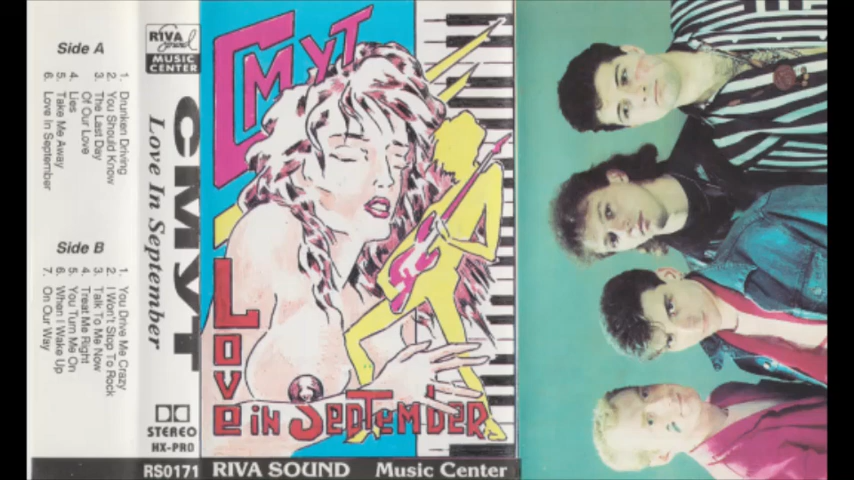 Side A
1. Drunken Driving
2. You Should Know
3. The Last Day
Of Our Love
4. Lies
5. Take Me Away
6. Love In September
Side B
1. You Drive Me Crazy
2. I Won't Stop To Rock
3. Talk To Me Now
4. Treat Me Right
5. You Turn Me On
6. When I Wake Up
7. On Our Way
RIVA
Sound
MUSIC
CENTER
CMYT
Love In September
STEREO
HX-PRO
RS0171
CMYT
Love in September
RIVA SOUND Music Center